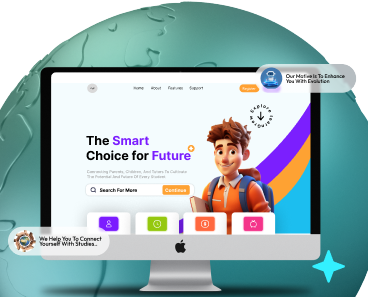 Our Motive Is To Enhance
You With Evolution
Home About Features Support
Explore
The Smart
Choice for Future
Connecting Parents, Children, And Tutors To Cultivate
The Potential And Future Of Every Student
Search For More Continue
We Help You To Connect
Yourself With Studies..